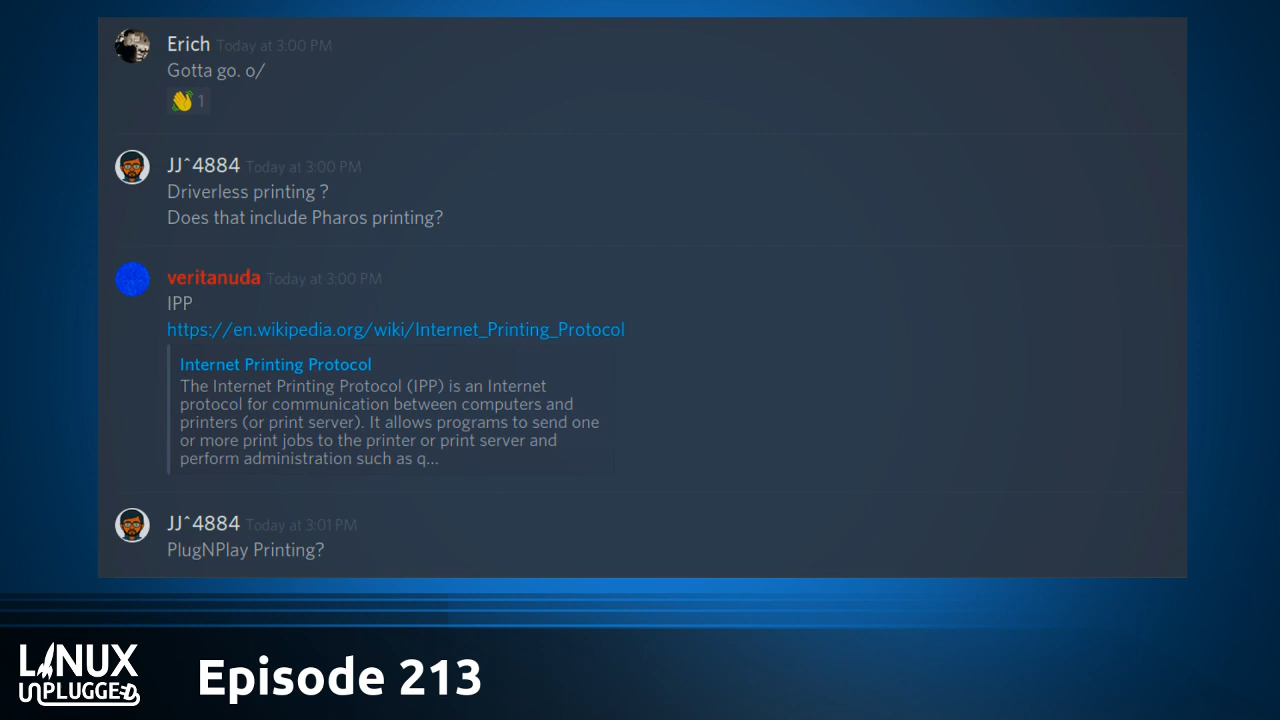 Erich Today at 3:00 PM
Gotta go. o/
👋 1
JJ^4884 Today at 3:00 PM
Driverless printing ?
Does that include Pharos printing?
veritanuda Today at 3:00 PM
IPP
https://en.wikipedia.org/wiki/Internet_Printing_Protocol
Internet Printing Protocol
The Internet Printing Protocol (IPP) is an Internet
protocol for communication between computers and
printers (or print server). It allows programs to send one
or more print jobs to the printer or print server and
perform administration such as q...
JJ^4884 Today at 3:01 PM
PlugNPlay Printing?
LINUX
UNPLUGGED
Episode 213